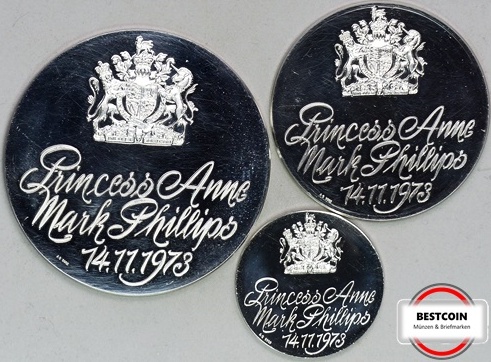 Princess Anne
Mark Phillips
14.11.1973
Princess Anne
Mark Phillips
14.11.1973
Princess Anne
Mark Phillips
14.11.1973
BESTCOIN
Münzen & Briefmarken